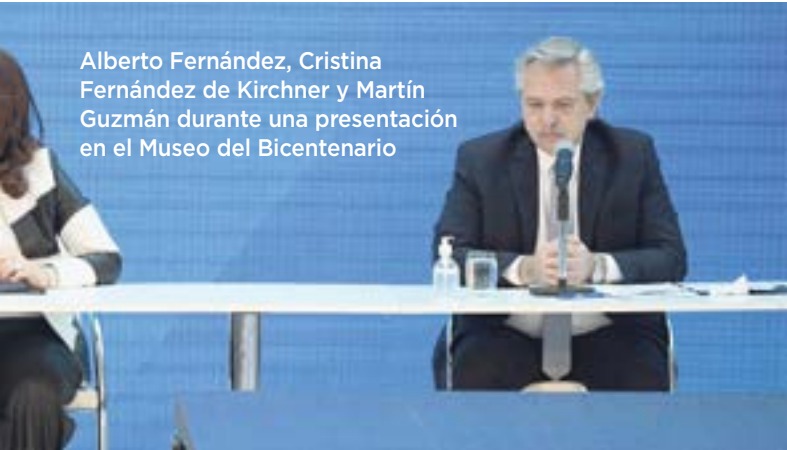 Alberto Fernández, Cristina
Fernández de Kirchner y Martín
Guzmán durante una presentación
en el Museo del Bicentenario